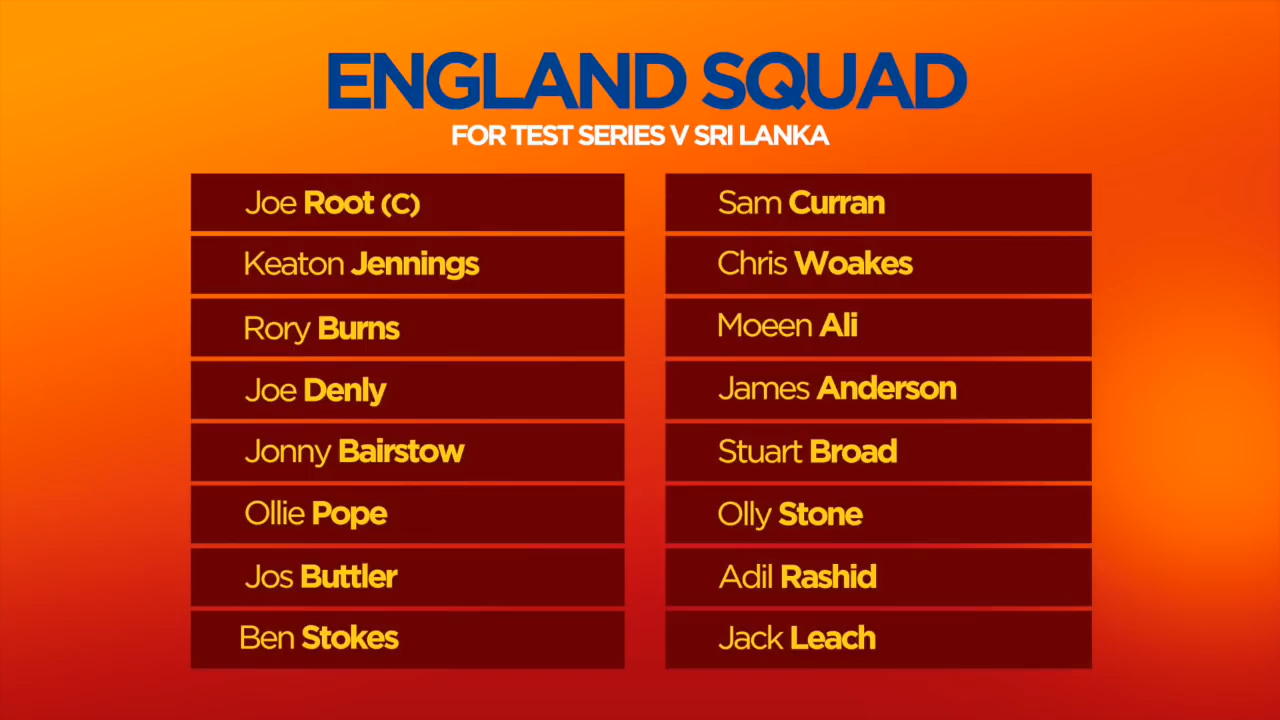 ENGLAND SQUAD
FOR TEST SERIES V SRI LANKA
Joe Root (C)
Keaton Jennings
Rory Burns
Joe Denly
Jonny Bairstow
Ollie Pope
Jos Buttler
Ben Stokes
Sam Curran
Chris Woakes
Moeen Ali
James Anderson
Stuart Broad
Olly Stone
Adil Rashid
Jack Leach